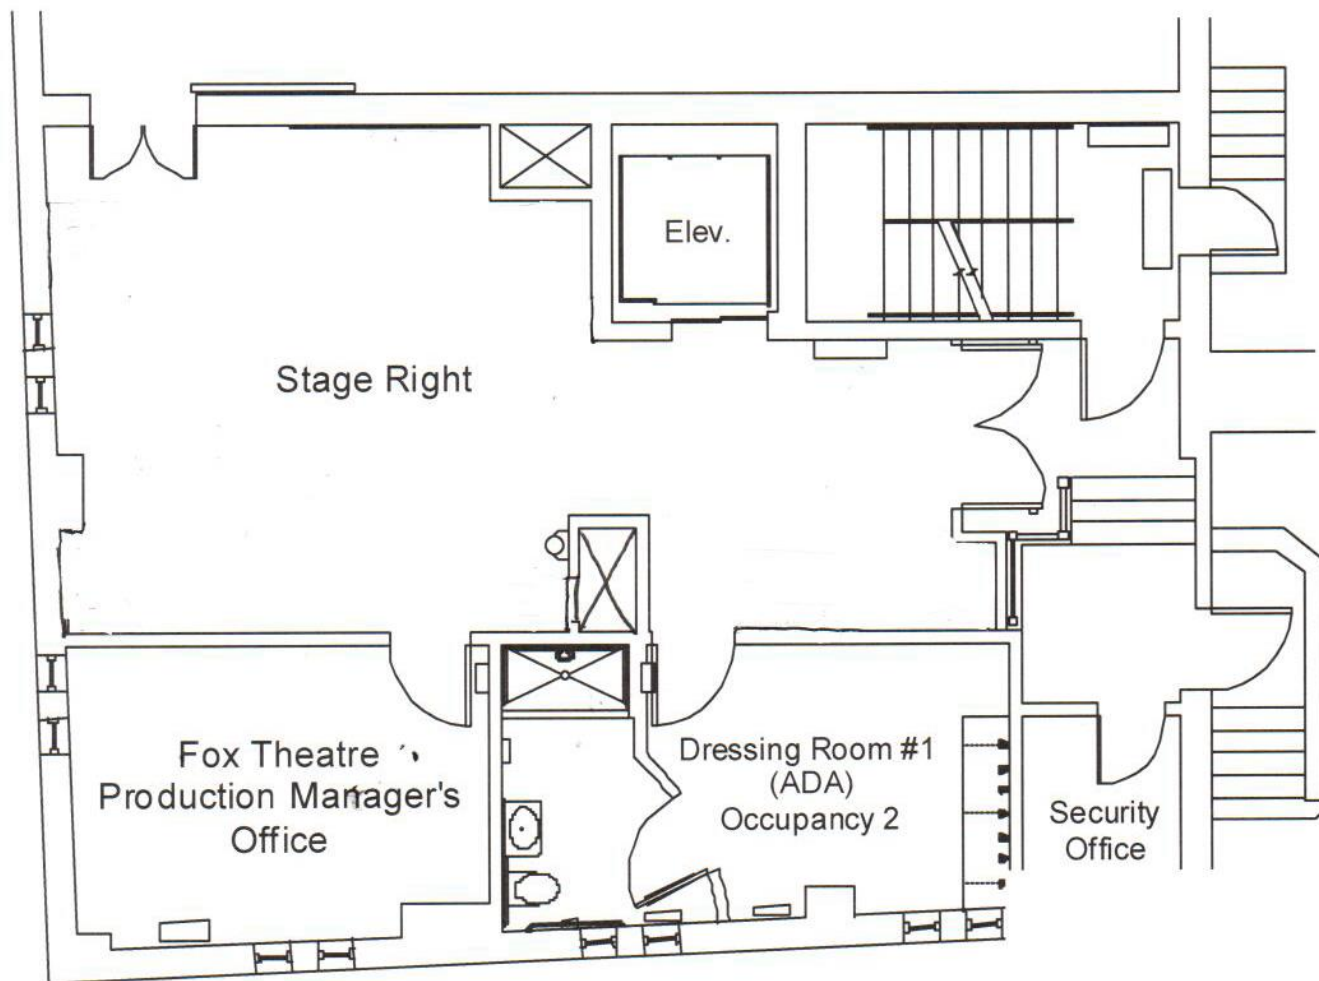 Elev.
Stage Right
Fox Theatre
Production Manager's
Office
Dressing Room #1
(ADA)
Occupancy 2
Security
Office